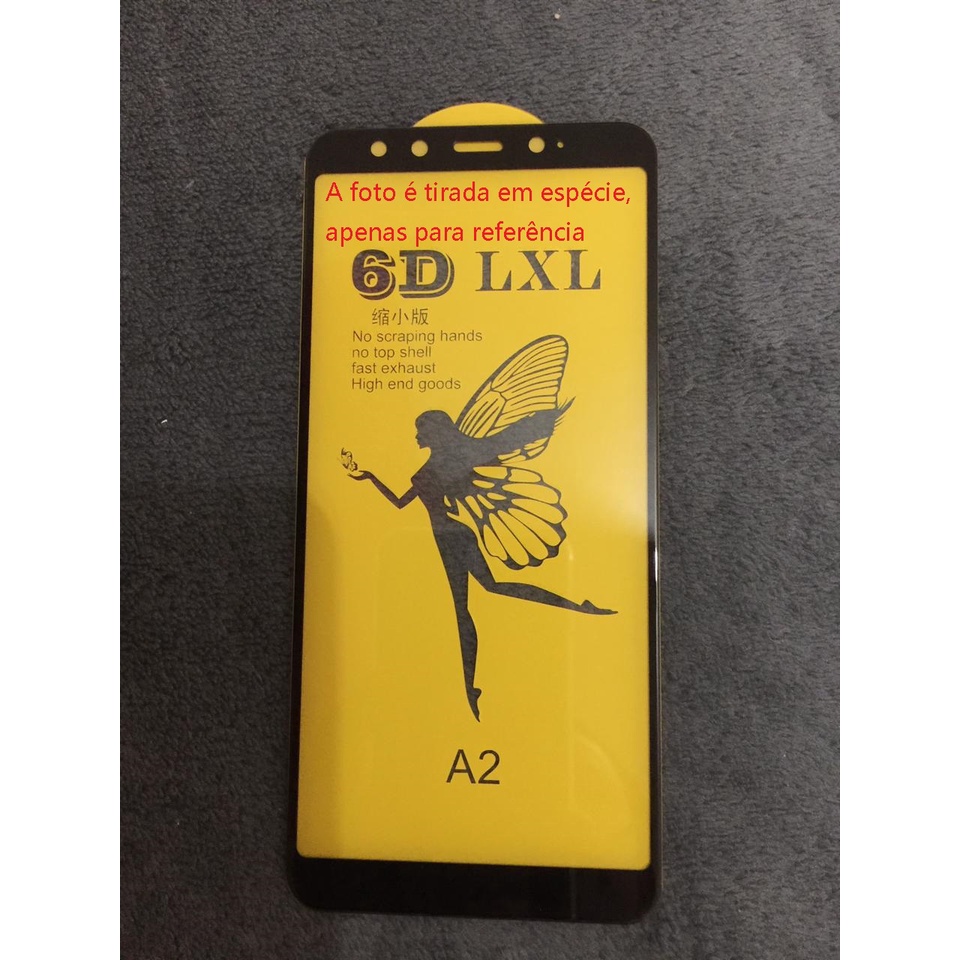 A foto é tirada em espécie,
apenas para referência
6D LXL
缩小版
No scraping hands
no top shell
fast exhaust
High end goods
A2